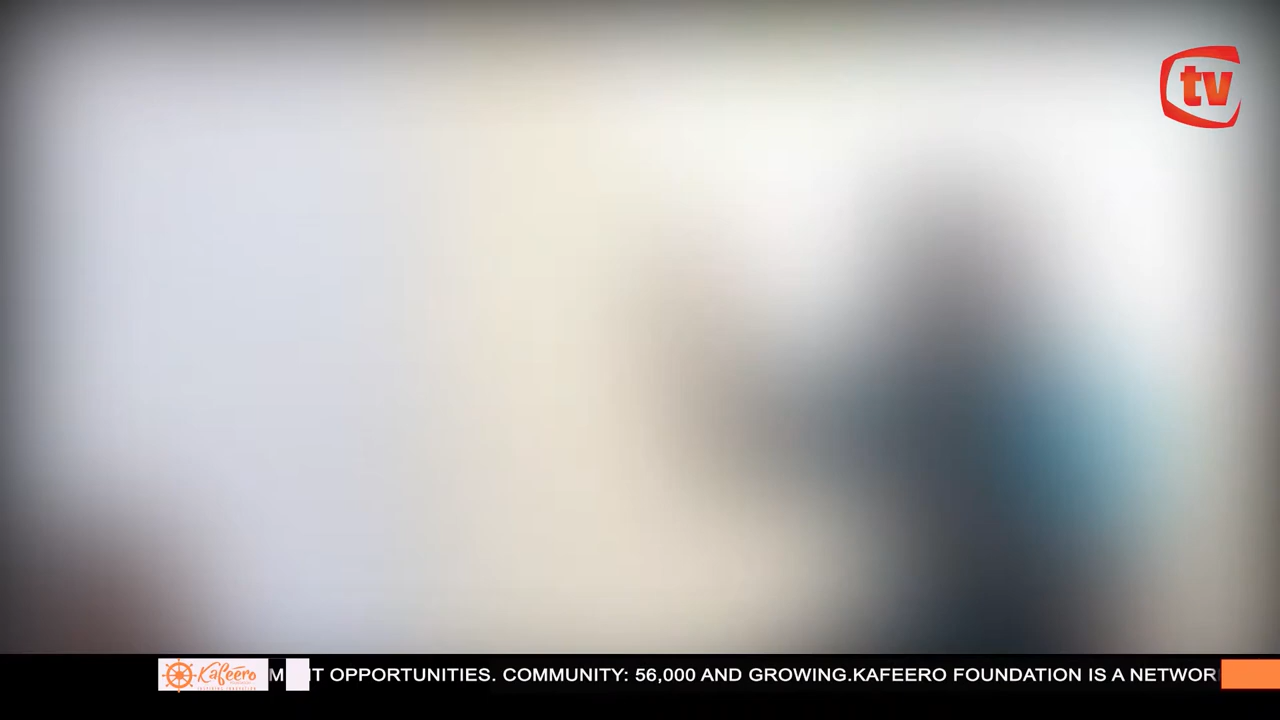 tv
Kafeero
M T OPPORTUNITIES. COMMUNITY: 56,000 AND GROWING.KAFEERO FOUNDATION IS A NETWOR